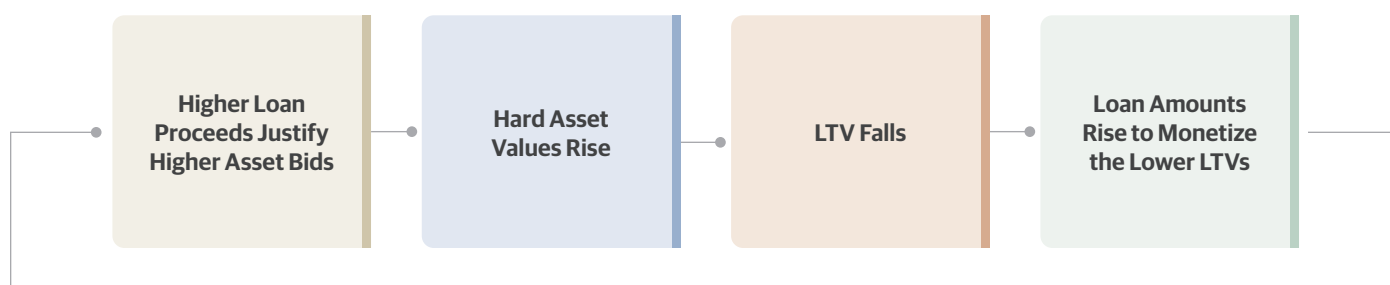 Higher Loan
Proceeds Justify
Higher Asset Bids
Hard Asset
Values Rise
LTV Falls
Loan Amounts
Rise to Monetize
the Lower LTVs